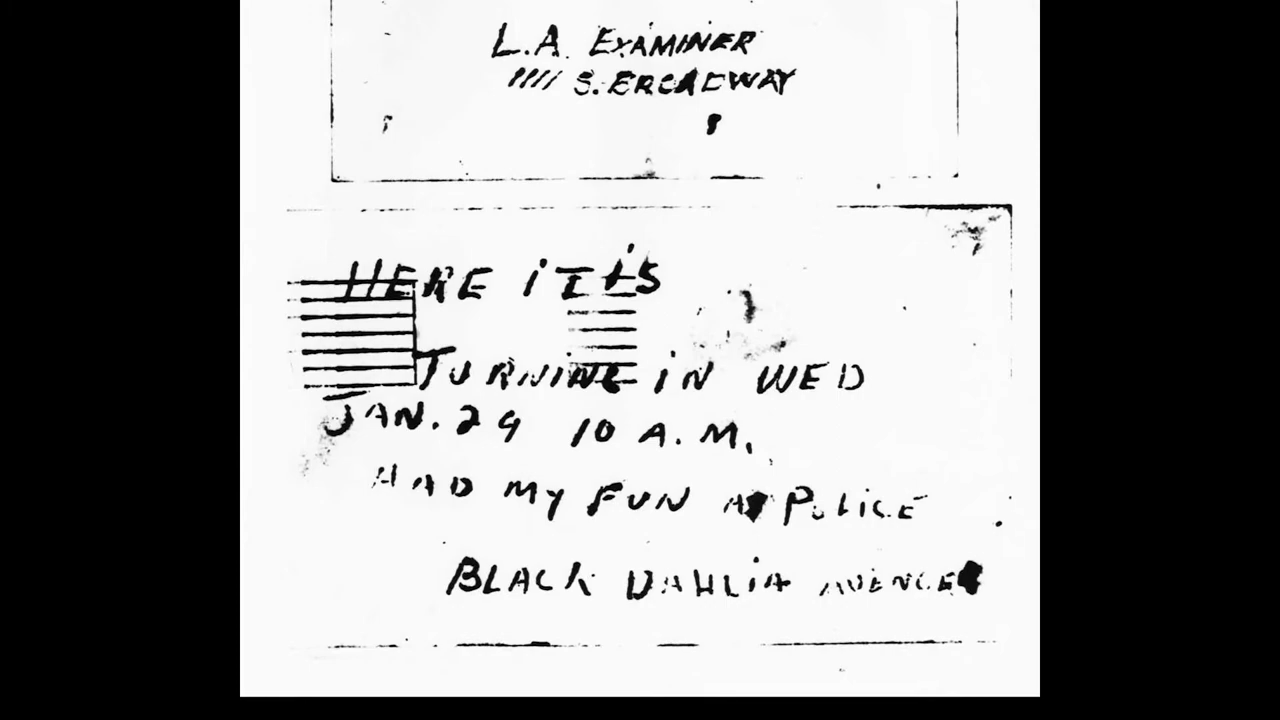 L.A. EXAMINER
1111 S. BROADWAY
HERE iT iS
TURNING iN WED
JAN. 29 10 A.M.
HAD MY FUN AT POLiCE
BLACK DAHLiA AVENGER